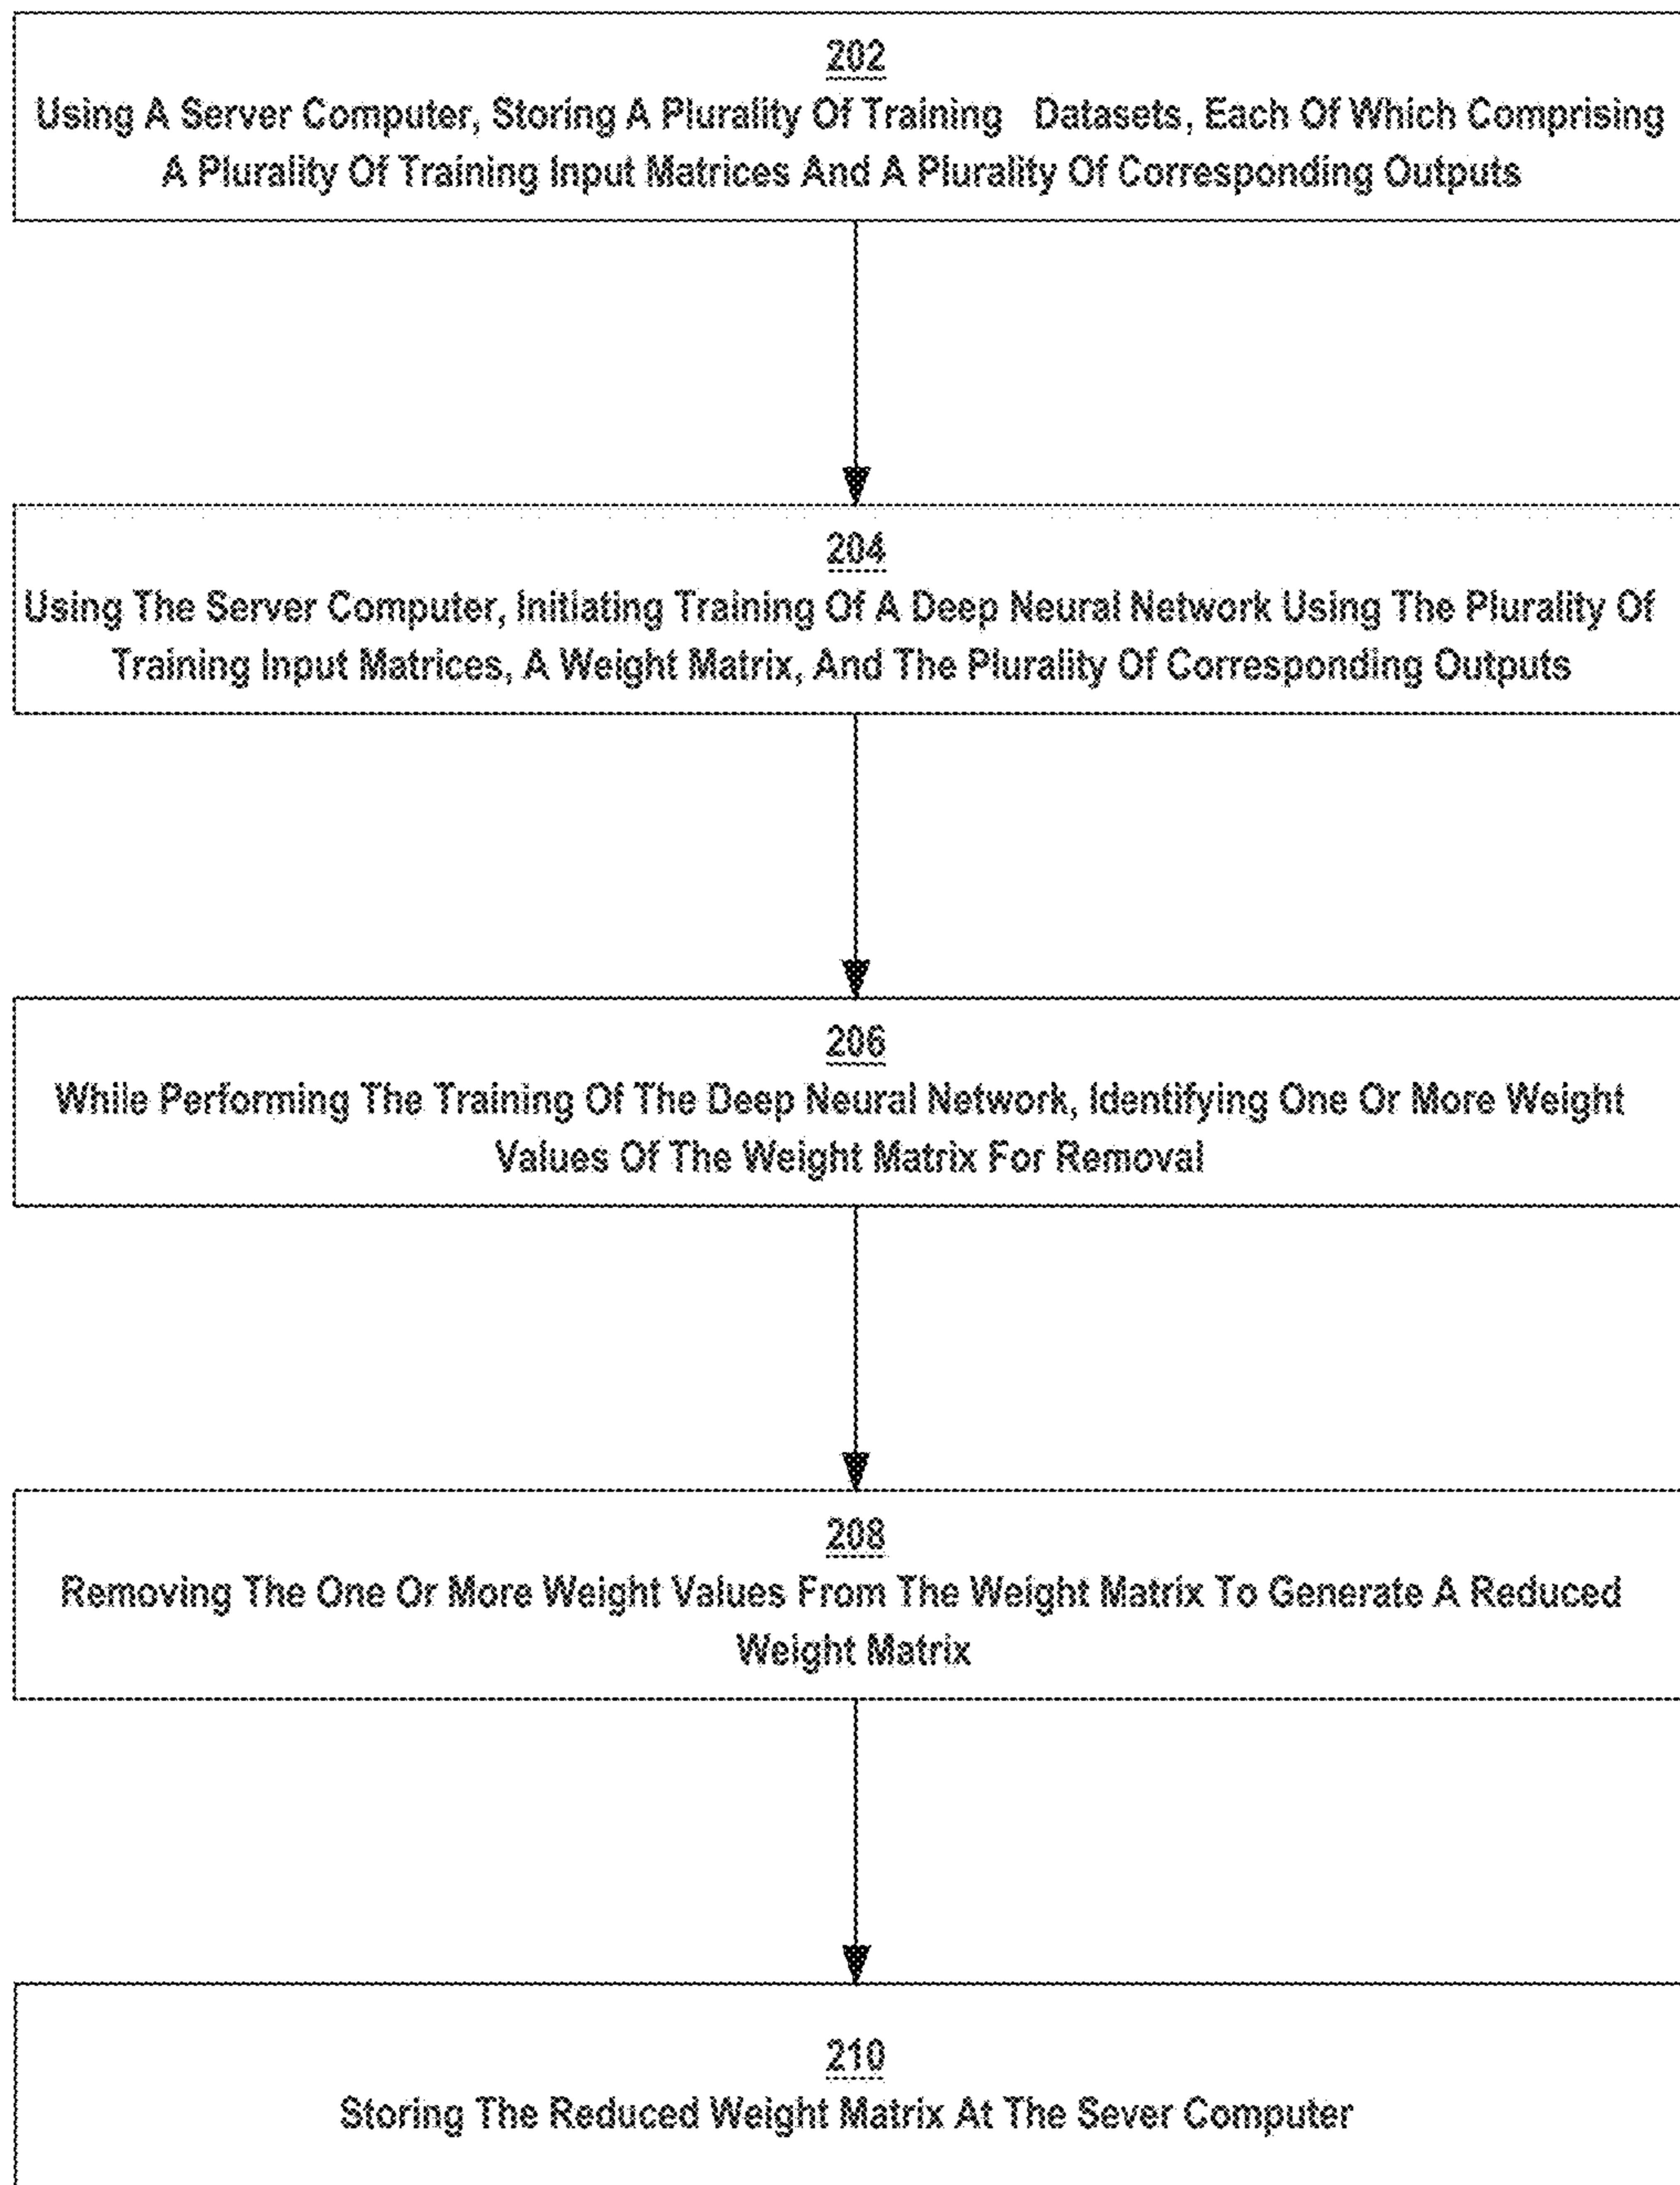 202
Using A Server Computer, Storing A Plurality Of Training Datasets, Each Of Which Comprising
A Plurality Of Training Input Matrices And A Plurality Of Corresponding Outputs
204
Using The Server Computer, Initiating Training Of A Deep Neural Network Using The Plurality Of
Training Input Matrices, A Weight Matrix, And The Plurality Of Corresponding Outputs
206
While Performing The Training Of The Deep Neural Network, Identifying One Or More Weight
Values Of The Weight Matrix For Removal
208
Removing The One Or More Weight Values From The Weight Matrix To Generate A Reduced
Weight Matrix
210
Storing The Reduced Weight Matrix At The Sever Computer